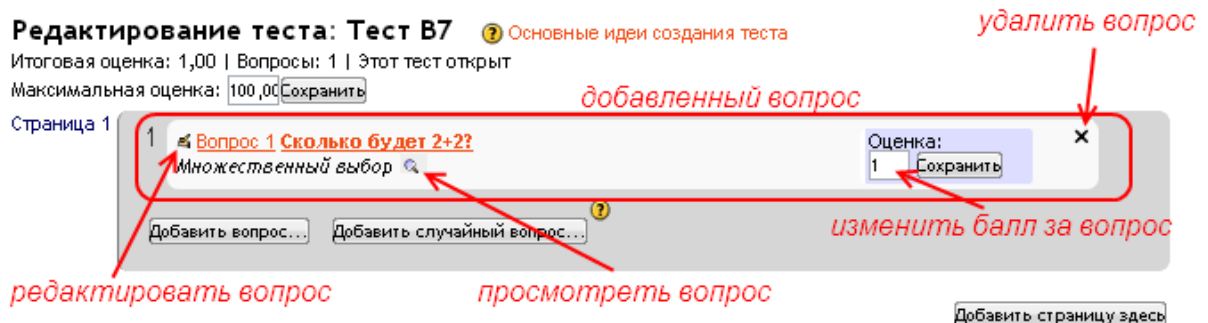 удалить вопрос
Редактирование теста: Тест В7 ? Основные идеи создания теста
Итоговая оценка: 1,00 | Вопросы: 1 | Этот тест открыт
Максимальная оценка: 100,00 Сохранить
добавленный вопрос
Страница 1
1 Вопрос 1 Сколько будет 2+2?
Множественный выбор
Оценка:
1 Сохранить
×
?
Добавить вопрос... Добавить случайный вопрос...
изменить балл за вопрос
редактировать вопрос
просмотреть вопрос
Добавить страницу здесь